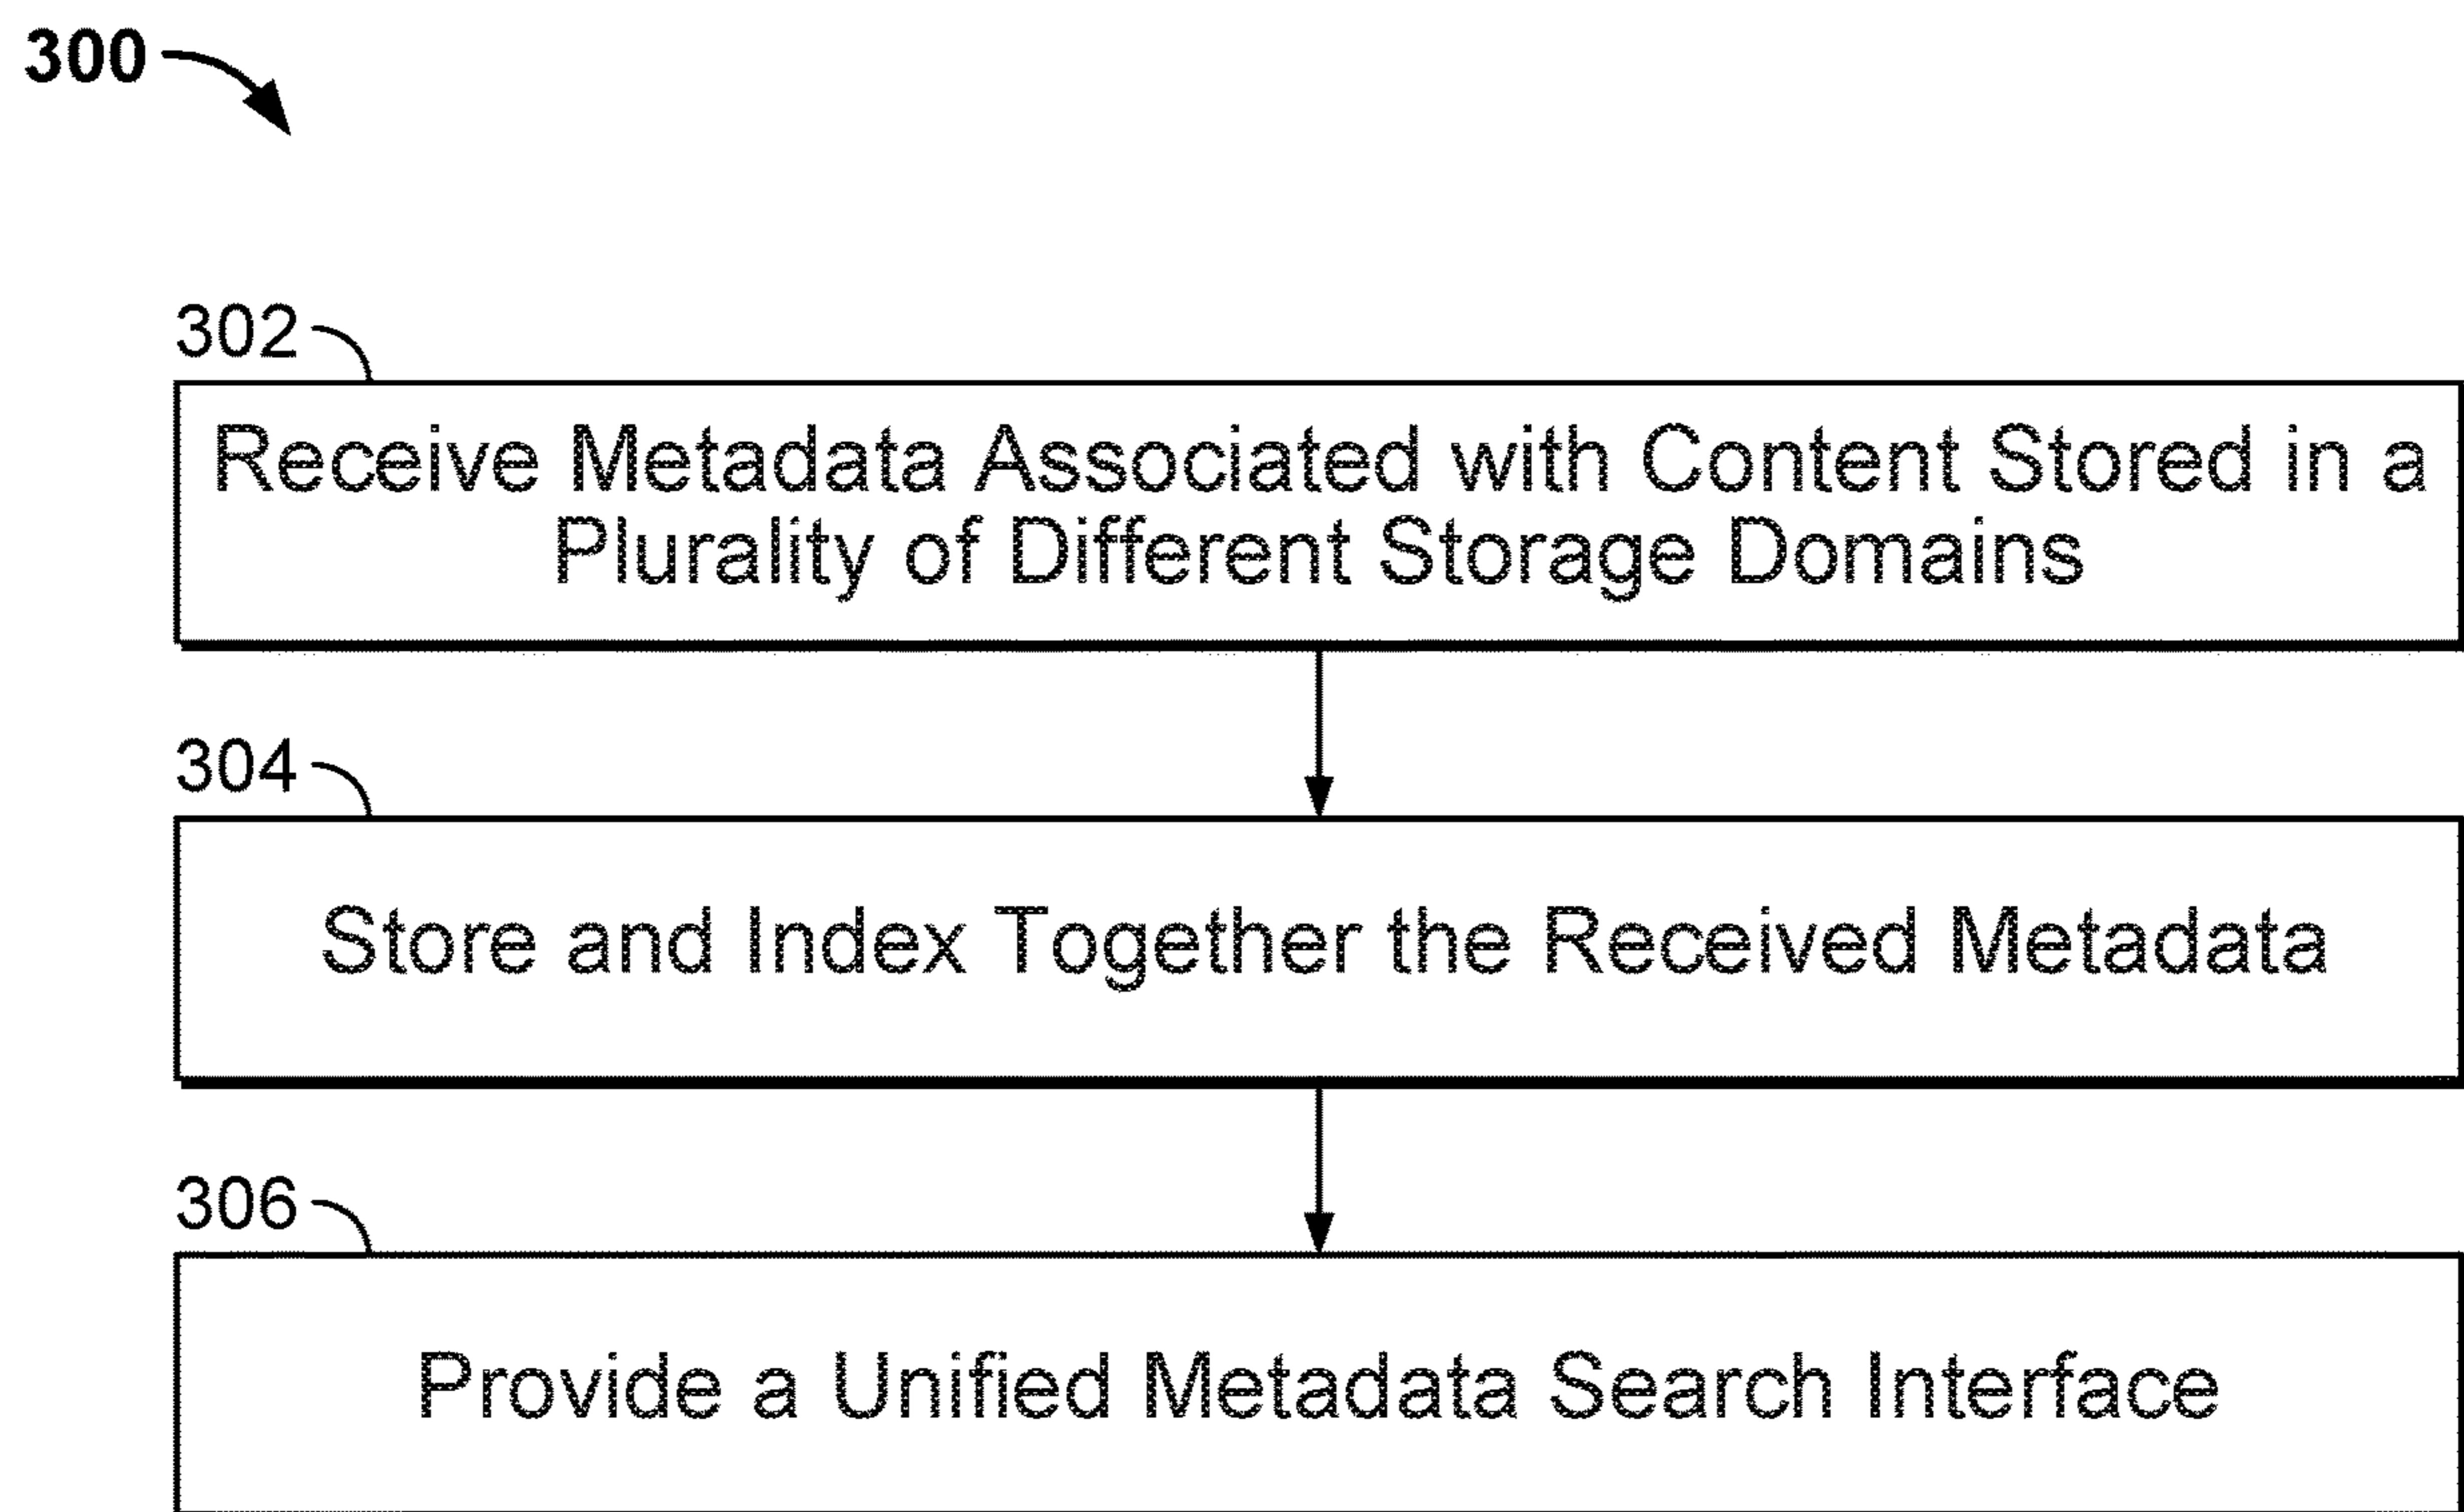 300
302
Receive Metadata Associated with Content Stored in a
Plurality of Different Storage Domains
304
Store and Index Together the Received Metadata
306
Provide a Unified Metadata Search Interface